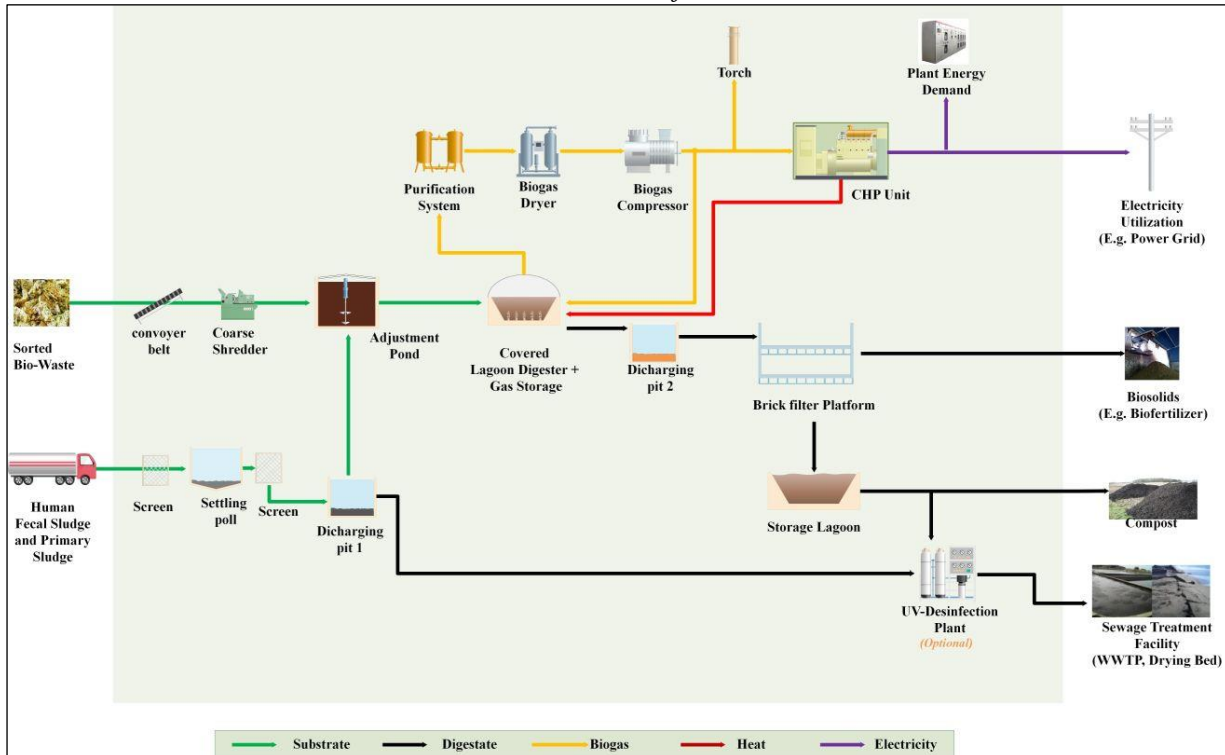 Torch
Plant Energy
Demand
Purification
System
Biogas
Dryer
Biogas
Compressor
CHP Unit
Electricity
Utilization
(E.g. Power Grid)
Sorted
Bio-Waste
convoyer
belt
Coarse
Shredder
Adjustment
Pond
Covered
Lagoon Digester +
Gas Storage
Dicharging
pit 2
Brick filter Platform
Biosolids
(E.g. Biofertilizer)
Human
Fecal Sludge
and Primary
Sludge
Screen
Settling
poll
Screen
Dicharging
pit 1
Storage Lagoon
Compost
UV-Desinfection
Plant
(Optional)
Sewage Treatment
Facility
(WWTP, Drying Bed)
Substrate
Digestate
Biogas
Heat
Electricity